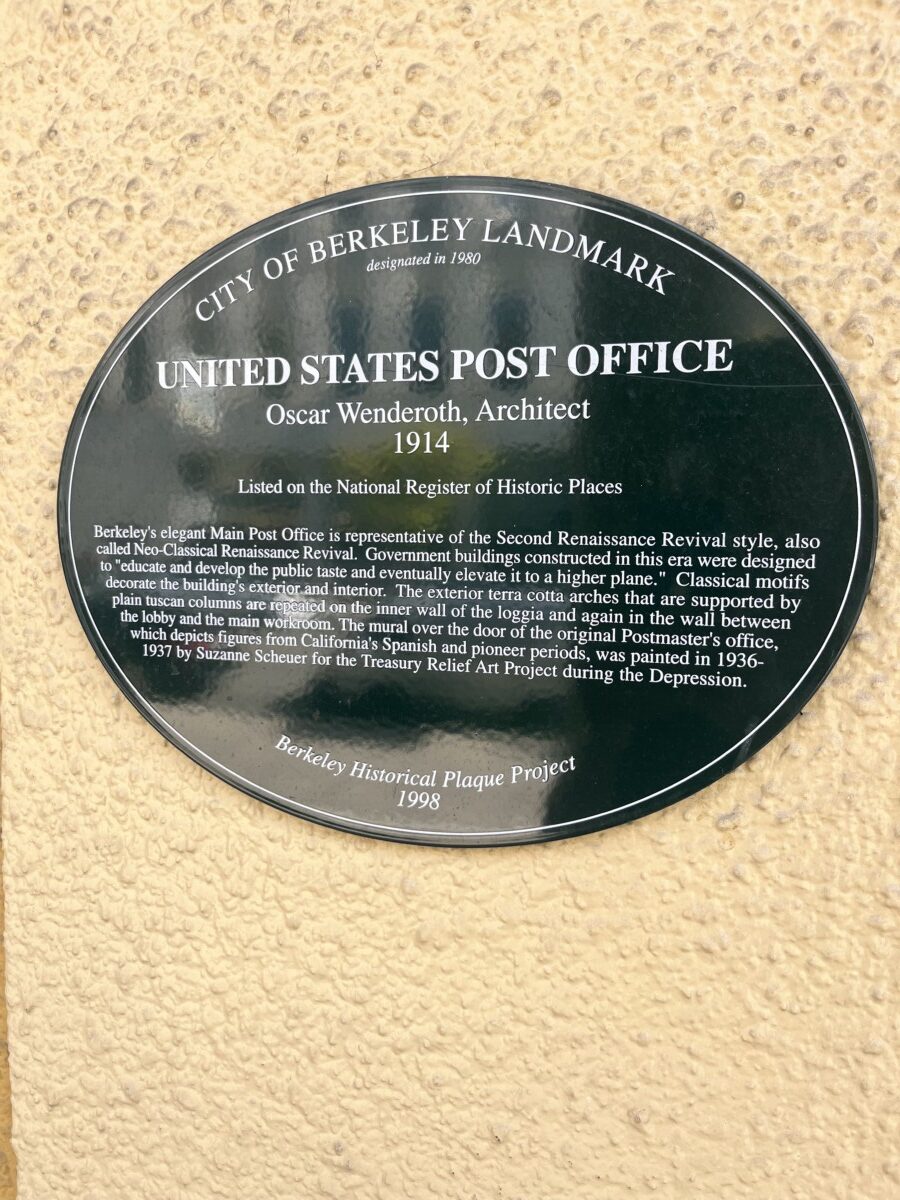 CITY OF BERKELEY LANDMARK
designated in 1980
UNITED STATES POST OFFICE
Oscar Wenderoth, Architect
1914
Listed on the National Register of Historic Places
Berkeley's elegant Main Post Office is representative of the Second Renaissance Revival style, also
called Neo-Classical Renaissance Revival. Government buildings constructed in this era were designed
to "educate and develop the public taste and eventually elevate it to a higher plane." Classical motifs
decorate the building's exterior and interior. The exterior terra cotta arches that are supported by
plain tuscan columns are repeated on the inner wall of the loggia and again in the wall between
the lobby and the main workroom. The mural over the door of the original Postmaster's office,
which depicts figures from California's Spanish and pioneer periods, was painted in 1936-
1937 by Suzanne Scheuer for the Treasury Relief Art Project during the Depression.
Berkeley Historical Plaque Project
1998